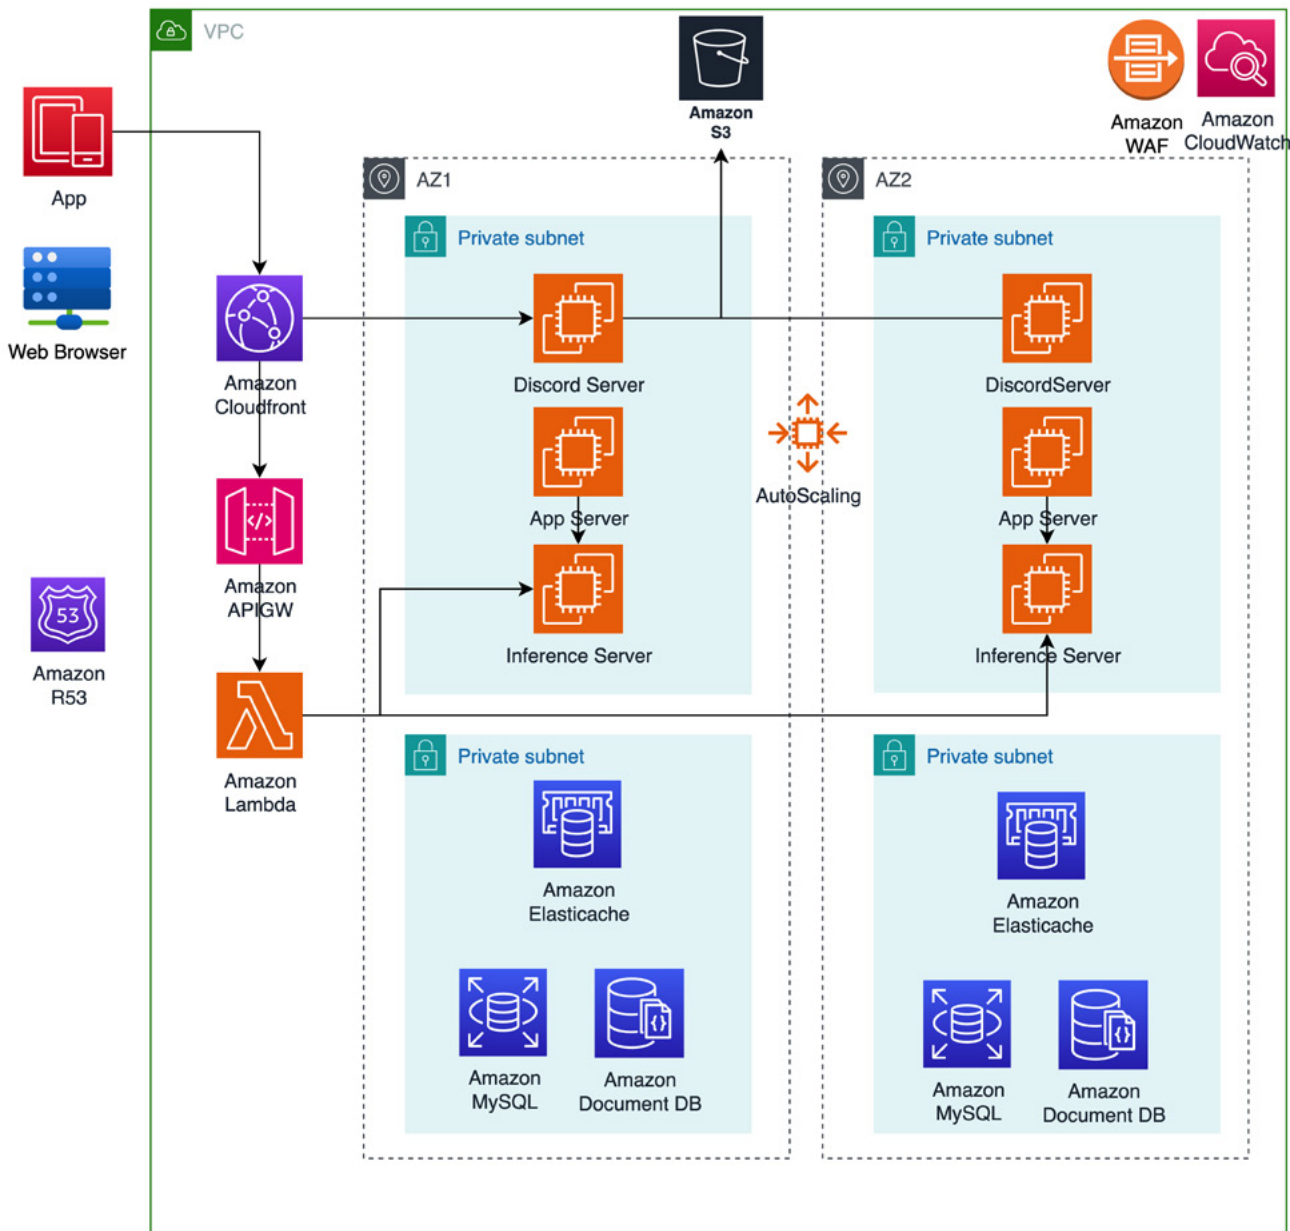 VPC
Amazon
S3
Amazon
WAF
Amazon
CloudWatch
App
AZ1
AZ2
Private subnet
Private subnet
Web Browser
Amazon
Cloudfront
Discord Server
DiscordServer
AutoScaling
App Server
App Server
</>
Amazon
APIGW
53
Amazon
R53
Inference Server
Inference Server
Amazon
Lambda
Private subnet
Private subnet
Amazon
Elasticache
Amazon
Elasticache
{}
{}
Amazon
MySQL
Amazon
Document DB
Amazon
MySQL
Amazon
Document DB